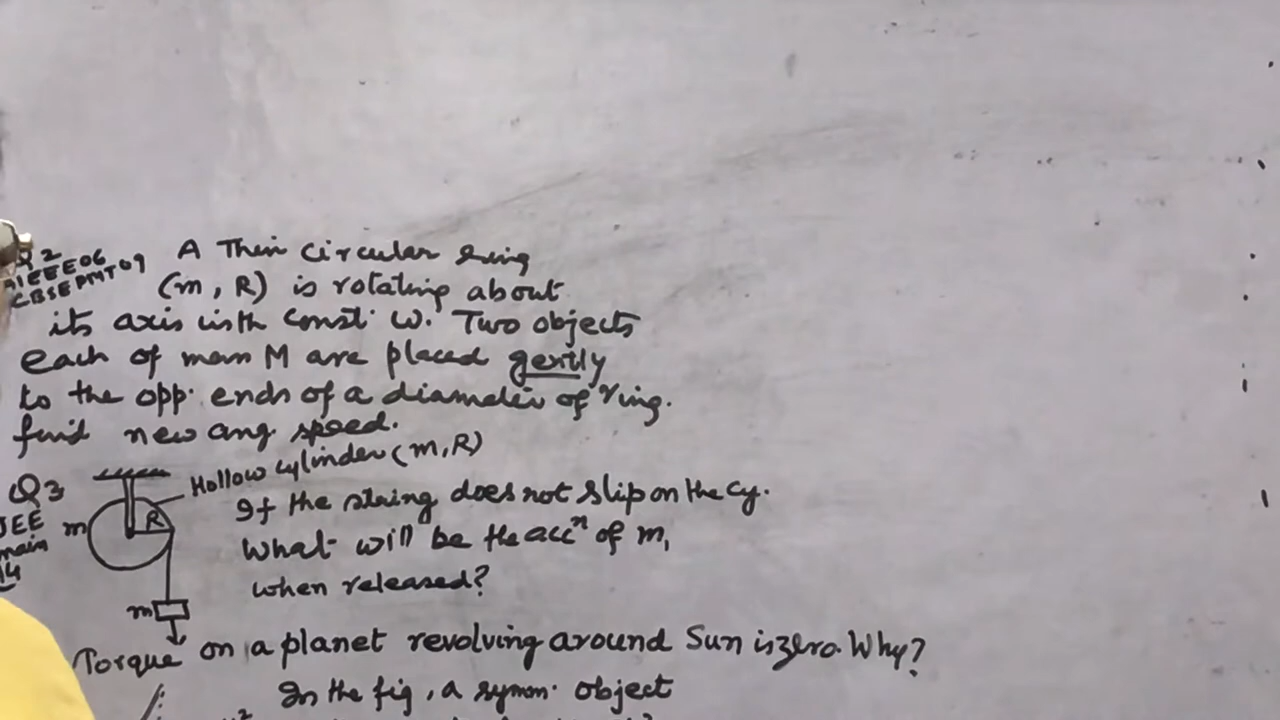 Q2 A Thin circular ring
AIEEE06
CBSE PMT 09
(m, R) is rotating about
its axis with const. ω. Two objects
each of mass M are placed gently
to the opp. ends of a diameter of ring.
find new ang. speed.
Q3
JEE
main
14
Hollow cylinder (m, R)
m
R
m
If the string does not slip on the cy.
What will be the accⁿ of m,
when released?
Torque on a planet revolving around Sun is zero. Why?
In the fig, a symm. object